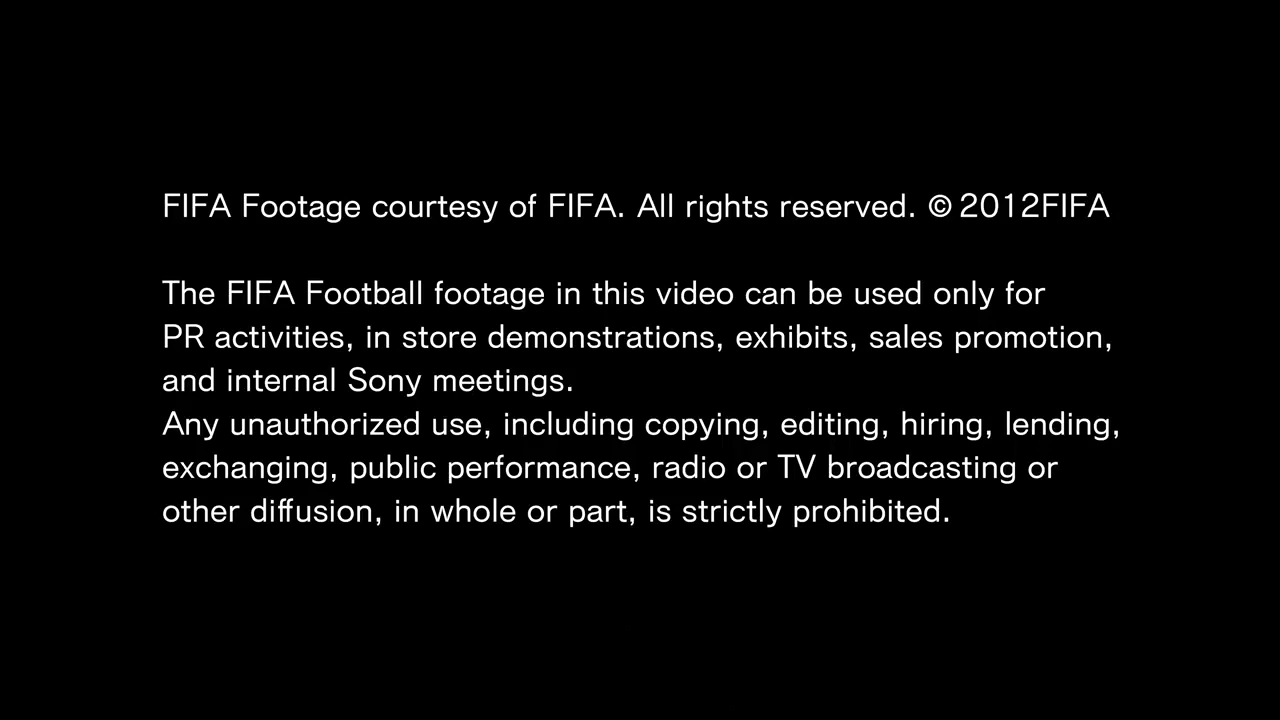 FIFA Footage courtesy of FIFA. All rights reserved. © 2012FIFA
The FIFA Football footage in this video can be used only for
PR activities, in store demonstrations, exhibits, sales promotion,
and internal Sony meetings.
Any unauthorized use, including copying, editing, hiring, lending,
exchanging, public performance, radio or TV broadcasting or
other diffusion, in whole or part, is strictly prohibited.